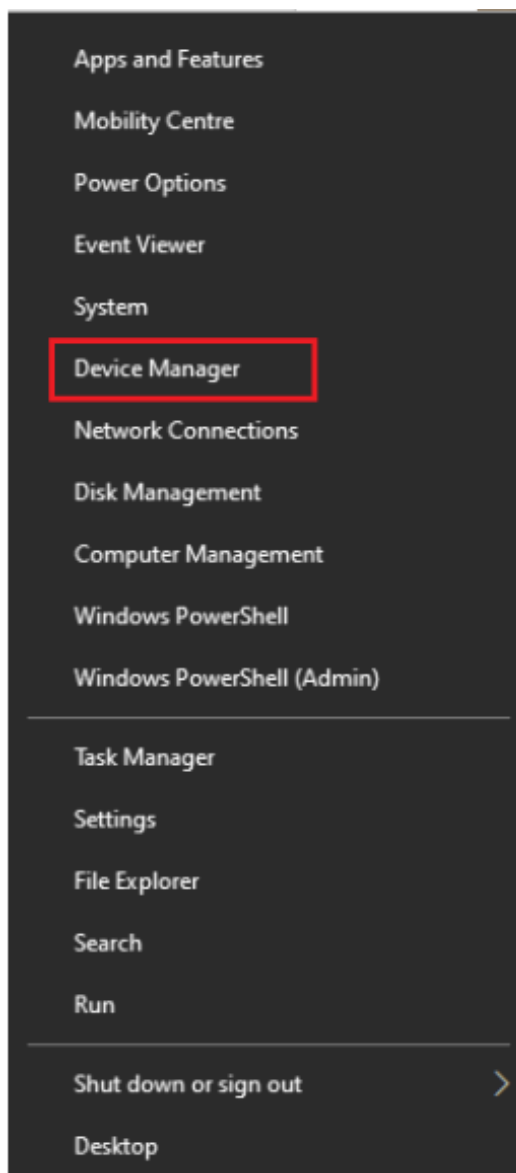 Apps and Features
Mobility Centre
Power Options
Event Viewer
System
Device Manager
Network Connections
Disk Management
Computer Management
Windows PowerShell
Windows PowerShell (Admin)
Task Manager
Settings
File Explorer
Search
Run
Shut down or sign out
Desktop